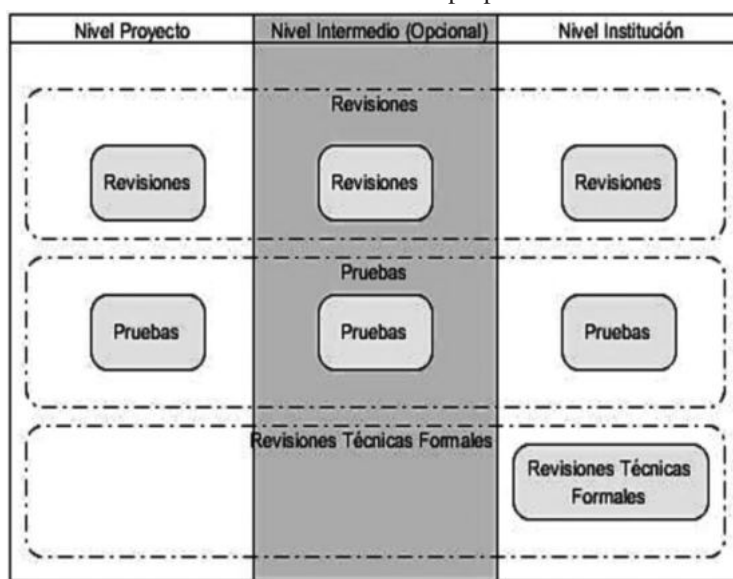 Nivel Proyecto
Nivel Intermedio (Opcional)
Nivel Institución
Revisiones
Revisiones
Revisiones
Revisiones
Pruebas
Pruebas
Pruebas
Pruebas
Revisiones Técnicas Formales
Revisiones Técnicas
Formales